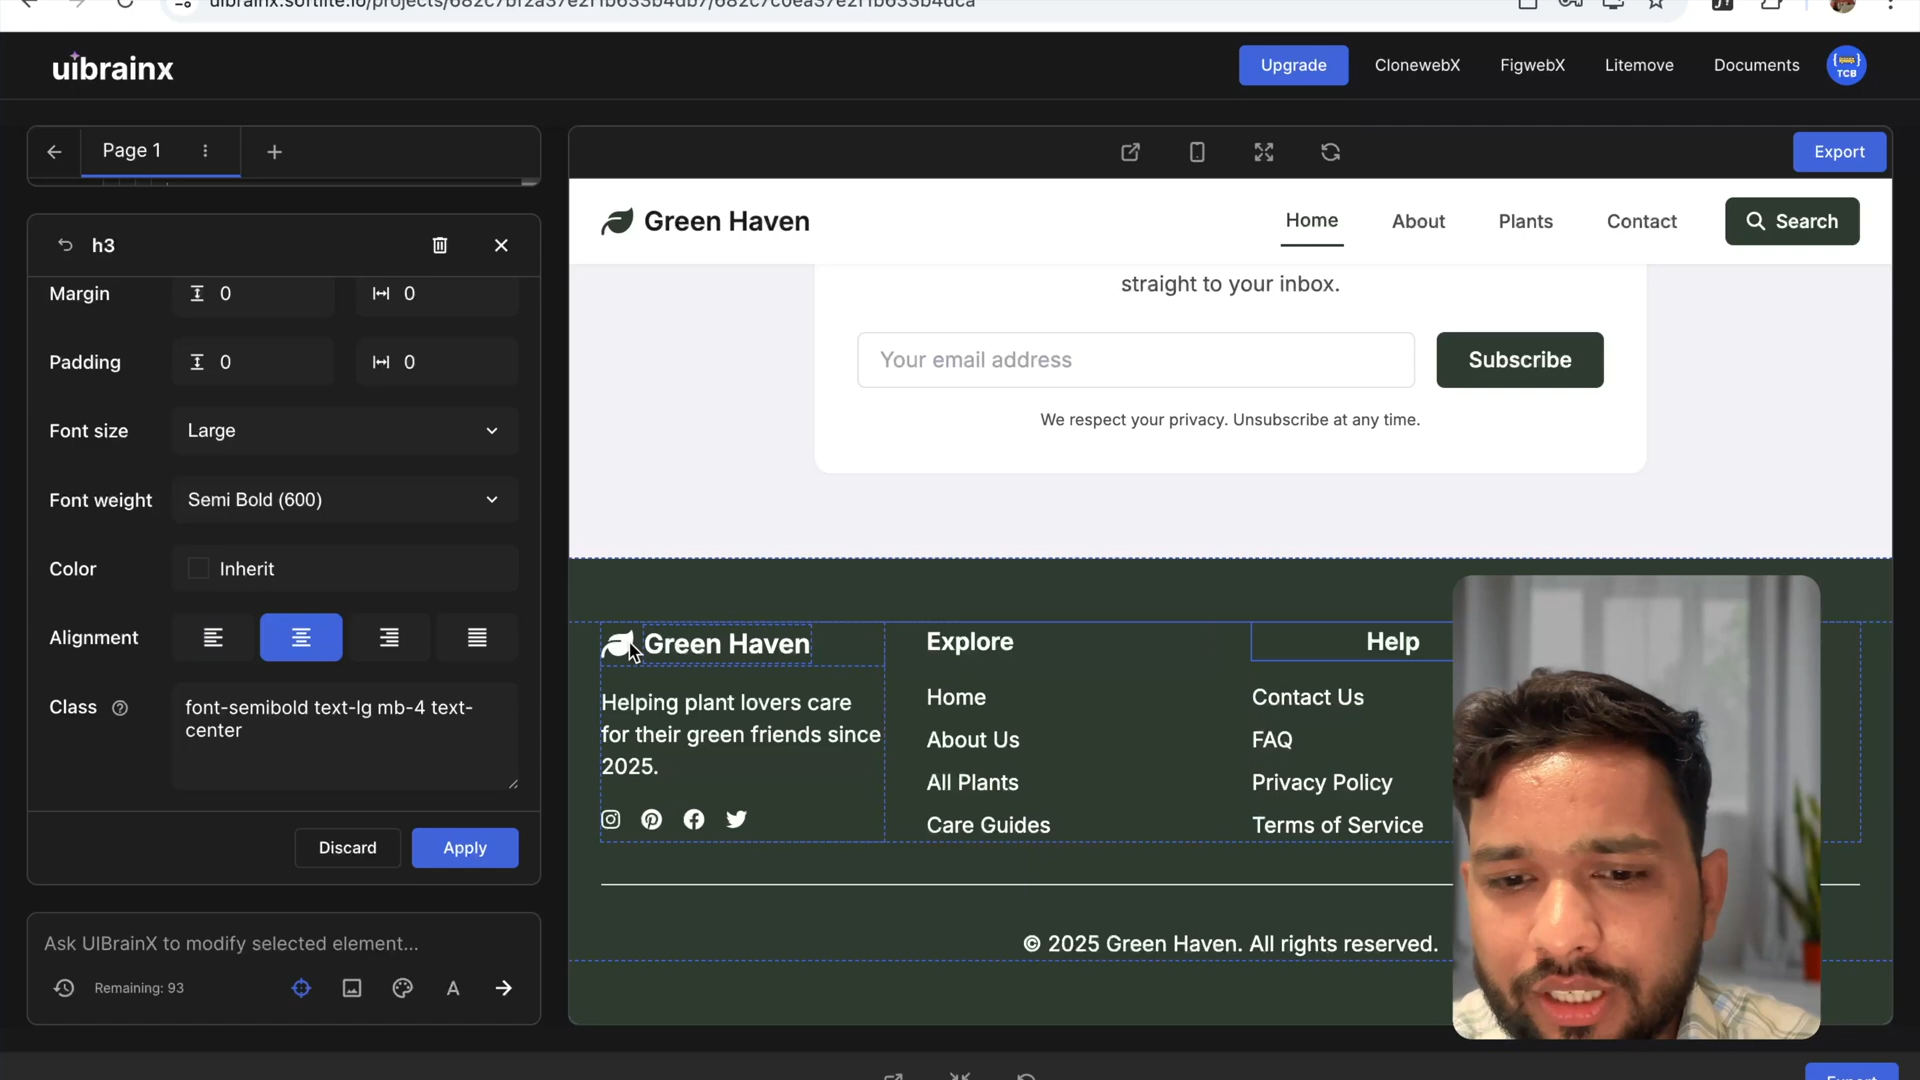 uibrainx
Upgrade
ClonewebX
FigwebX
Litemove
Documents
TCB
Page 1
Export
h3
Margin
0
0
Padding
0
0
Font size
Large
Font weight
Semi Bold (600)
Color
Inherit
Alignment
Class
font-semibold text-lg mb-4 text-
center
Discard
Apply
Ask UIBrainX to modify selected element...
Remaining: 93
Green Haven
Home
About
Plants
Contact
Search
straight to your inbox.
Your email address
Subscribe
We respect your privacy. Unsubscribe at any time.
Green Haven
Helping plant lovers care
for their green friends since
2025.
Explore
Home
About Us
All Plants
Care Guides
Help
Contact Us
FAQ
Privacy Policy
Terms of Service
© 2025 Green Haven. All rights reserved.